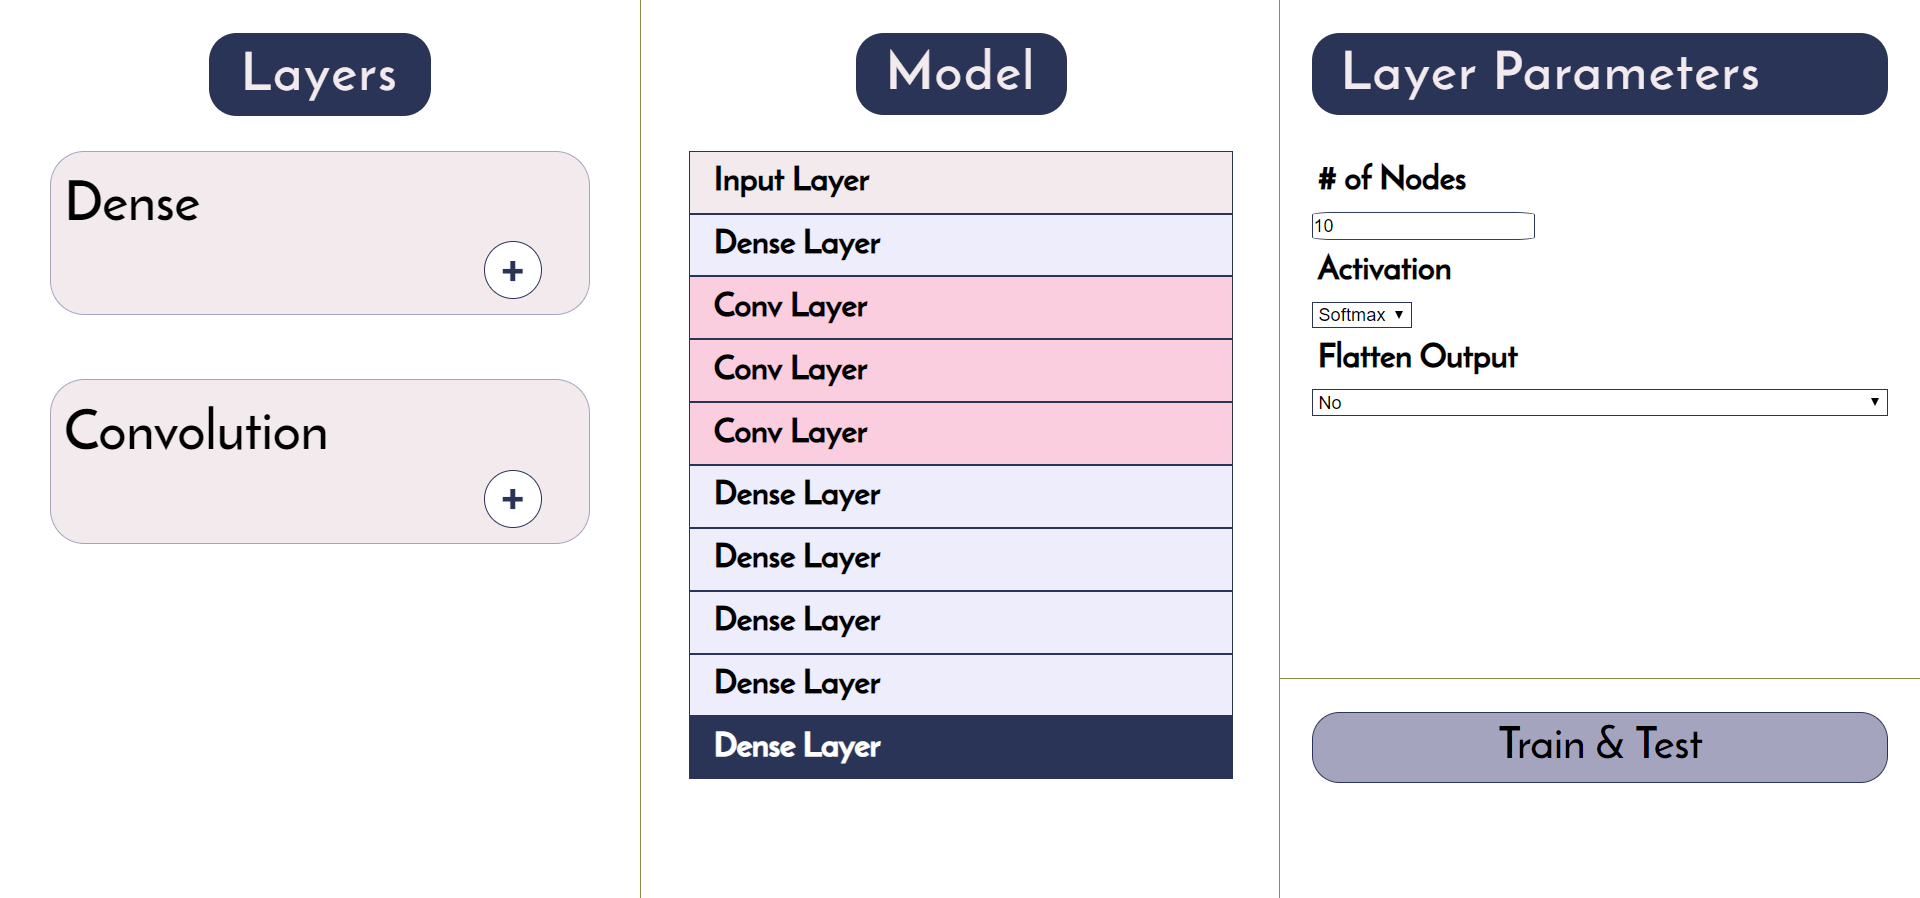 Layers
Dense
+
Convolution
+
Model
Input Layer
Dense Layer
Conv Layer
Conv Layer
Conv Layer
Dense Layer
Dense Layer
Dense Layer
Dense Layer
Dense Layer
Layer Parameters
# of Nodes
10
Activation
Softmax
Flatten Output
No
Train & Test